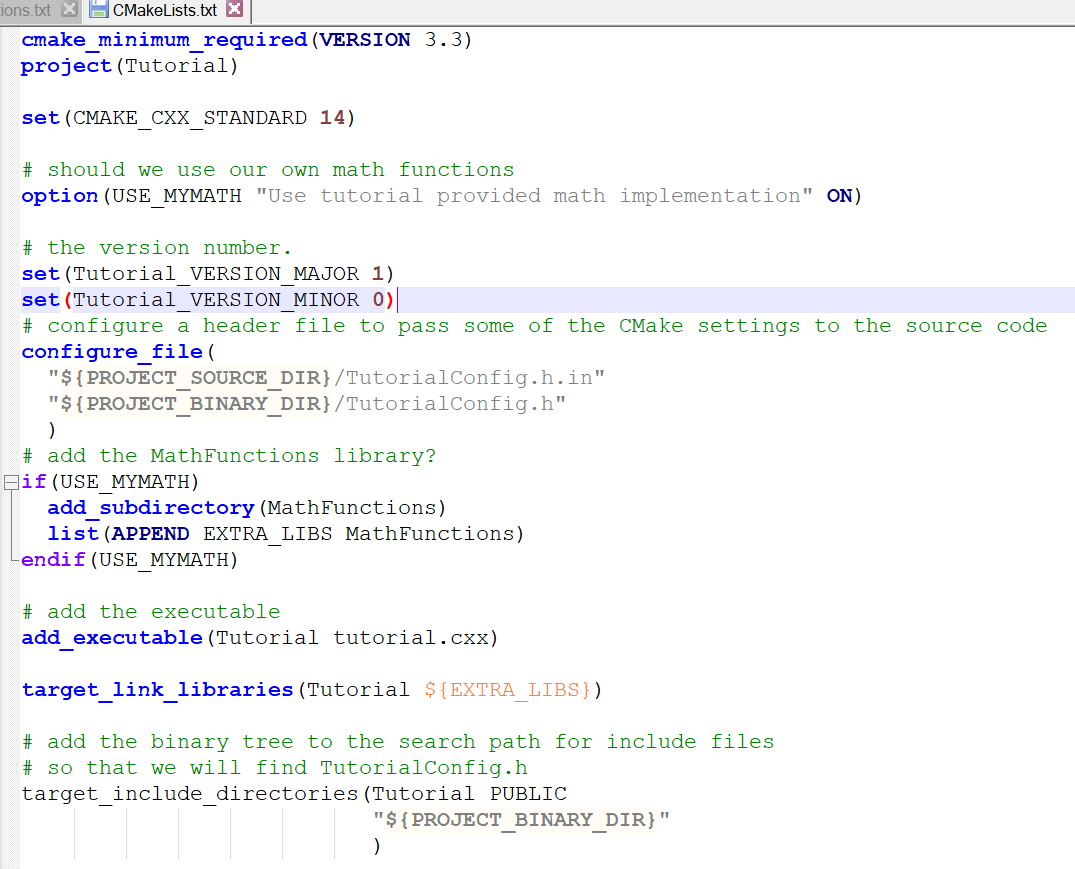 ions.txt CMakeLists.txt
cmake_minimum_required(VERSION 3.3)
project(Tutorial)

set(CMAKE_CXX_STANDARD 14)

# should we use our own math functions
option(USE_MYMATH "Use tutorial provided math implementation" ON)

# the version number.
set(Tutorial_VERSION_MAJOR 1)
set(Tutorial_VERSION_MINOR 0)
# configure a header file to pass some of the CMake settings to the source code
configure_file(
  "${PROJECT_SOURCE_DIR}/TutorialConfig.h.in"
  "${PROJECT_BINARY_DIR}/TutorialConfig.h"
  )
# add the MathFunctions library?
if(USE_MYMATH)
  add_subdirectory(MathFunctions)
  list(APPEND EXTRA_LIBS MathFunctions)
endif(USE_MYMATH)

# add the executable
add_executable(Tutorial tutorial.cxx)

target_link_libraries(Tutorial ${EXTRA_LIBS})

# add the binary tree to the search path for include files
# so that we will find TutorialConfig.h
target_include_directories(Tutorial PUBLIC
                           "${PROJECT_BINARY_DIR}"
                           )